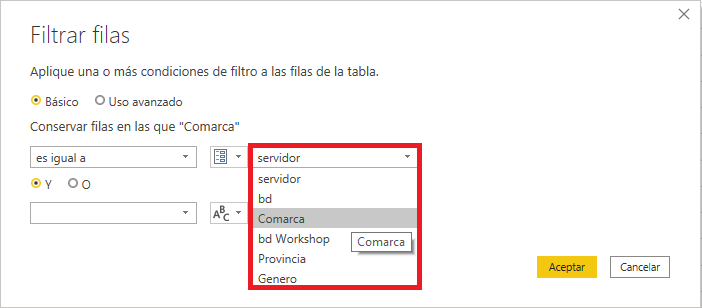 Filtrar filas
Aplique una o más condiciones de filtro a las filas de la tabla.
Básico Uso avanzado
Conservar filas en las que "Comarca"
es igual a servidor
servidor
Y O
bd
ABC
Comarca
bd Workshop Comarca
Provincia
Genero
Aceptar Cancelar